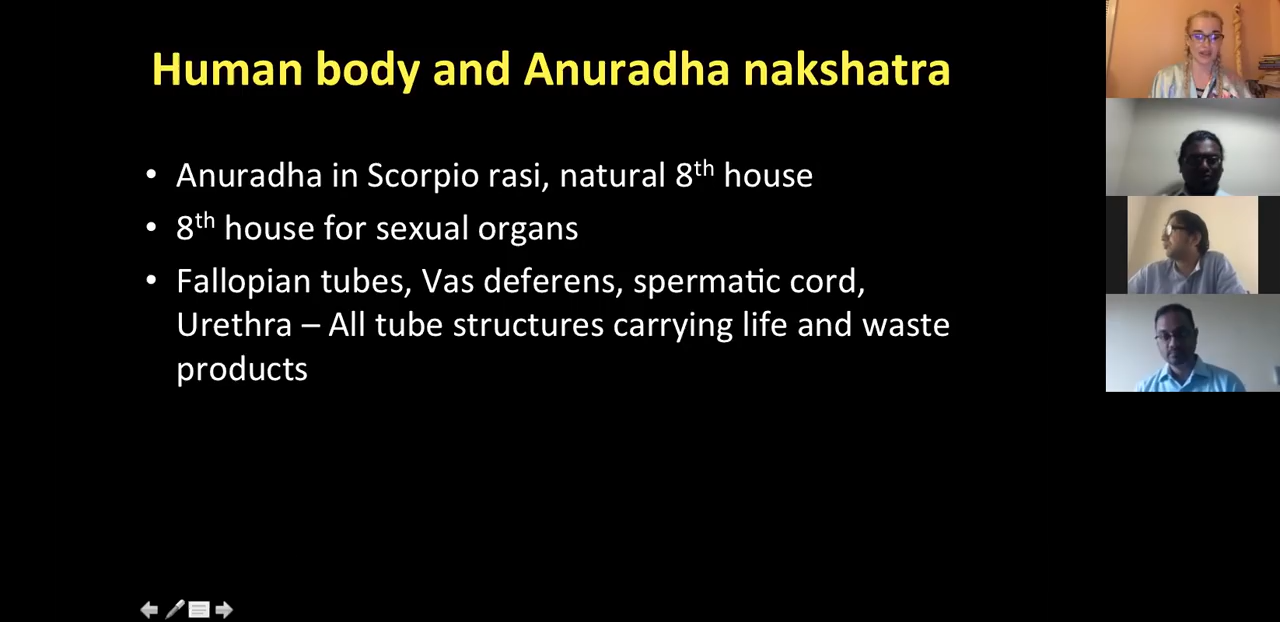 Human body and Anuradha nakshatra
• Anuradha in Scorpio rasi, natural 8th house
• 8th house for sexual organs
• Fallopian tubes, Vas deferens, spermatic cord,
Urethra – All tube structures carrying life and waste
products